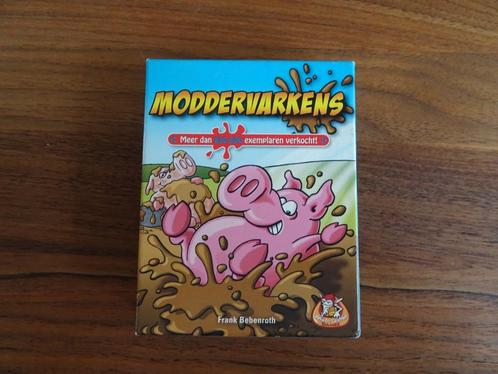 MODDERVARKENS
Meer dan exemplaren verkocht!
Frank Bebenroth